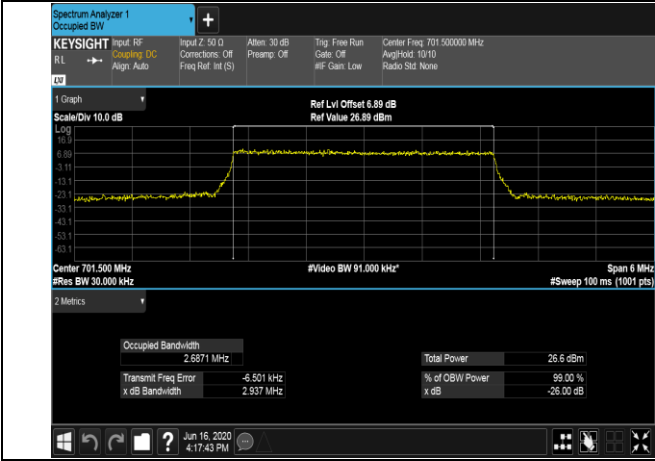 Spectrum Analyzer 1
Occupied BW
+
KEYSIGHT Input: RF Input Z: 50 Ω Atten: 30 dB Trig: Free Run Center Freq: 701.500000 MHz
RL Coupling: DC Corrections: Off Preamp: Off Gate: Off Avg|Hold: 10/10
Align: Auto Freq Ref: Int (S) #IF Gain: Low Radio Std: None
LXI
1 Graph
Ref Lvl Offset 6.89 dB
Scale/Div 10.0 dB Ref Value 26.89 dBm
Log
16.9
6.89
-3.11
-13.1
-23.1
-33.1
-43.1
-53.1
-63.1
Center 701.500 MHz #Video BW 91.000 kHz* Span 6 MHz
#Res BW 30.000 kHz #Sweep 100 ms (1001 pts)
2 Metrics
Occupied Bandwidth
2.6871 MHz Total Power 26.6 dBm
Transmit Freq Error -6.501 kHz % of OBW Power 99.00 %
x dB Bandwidth 2.937 MHz x dB -26.00 dB
? Jun 16, 2020
4:17:43 PM